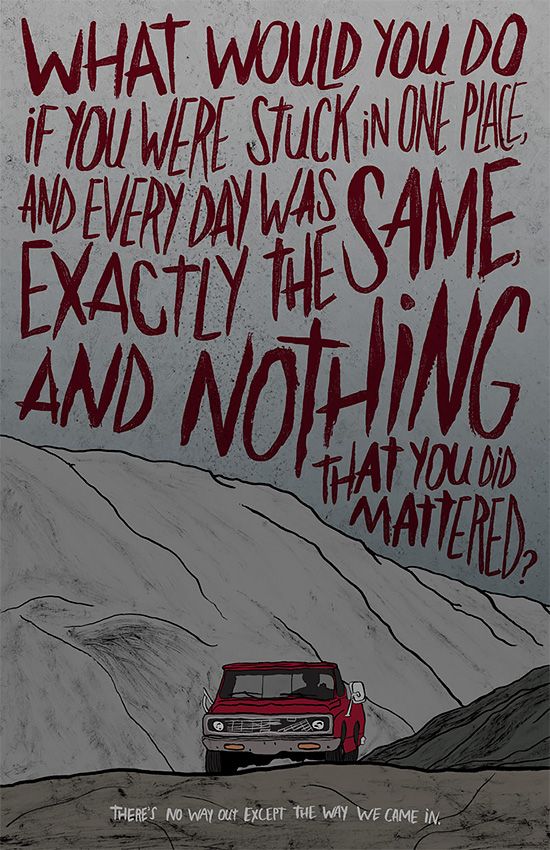 WHAT WOULD YOU DO
iF YOU WERE STUCK iN ONE PLACE,
AND EVERY DAY WAS SAME,
EXACTLY THE
AND NOTHiNG
THAT YOU DiD
MATTERED?
THERE'S NO WAY OUT EXCEPT THE WAY WE CAME IN.